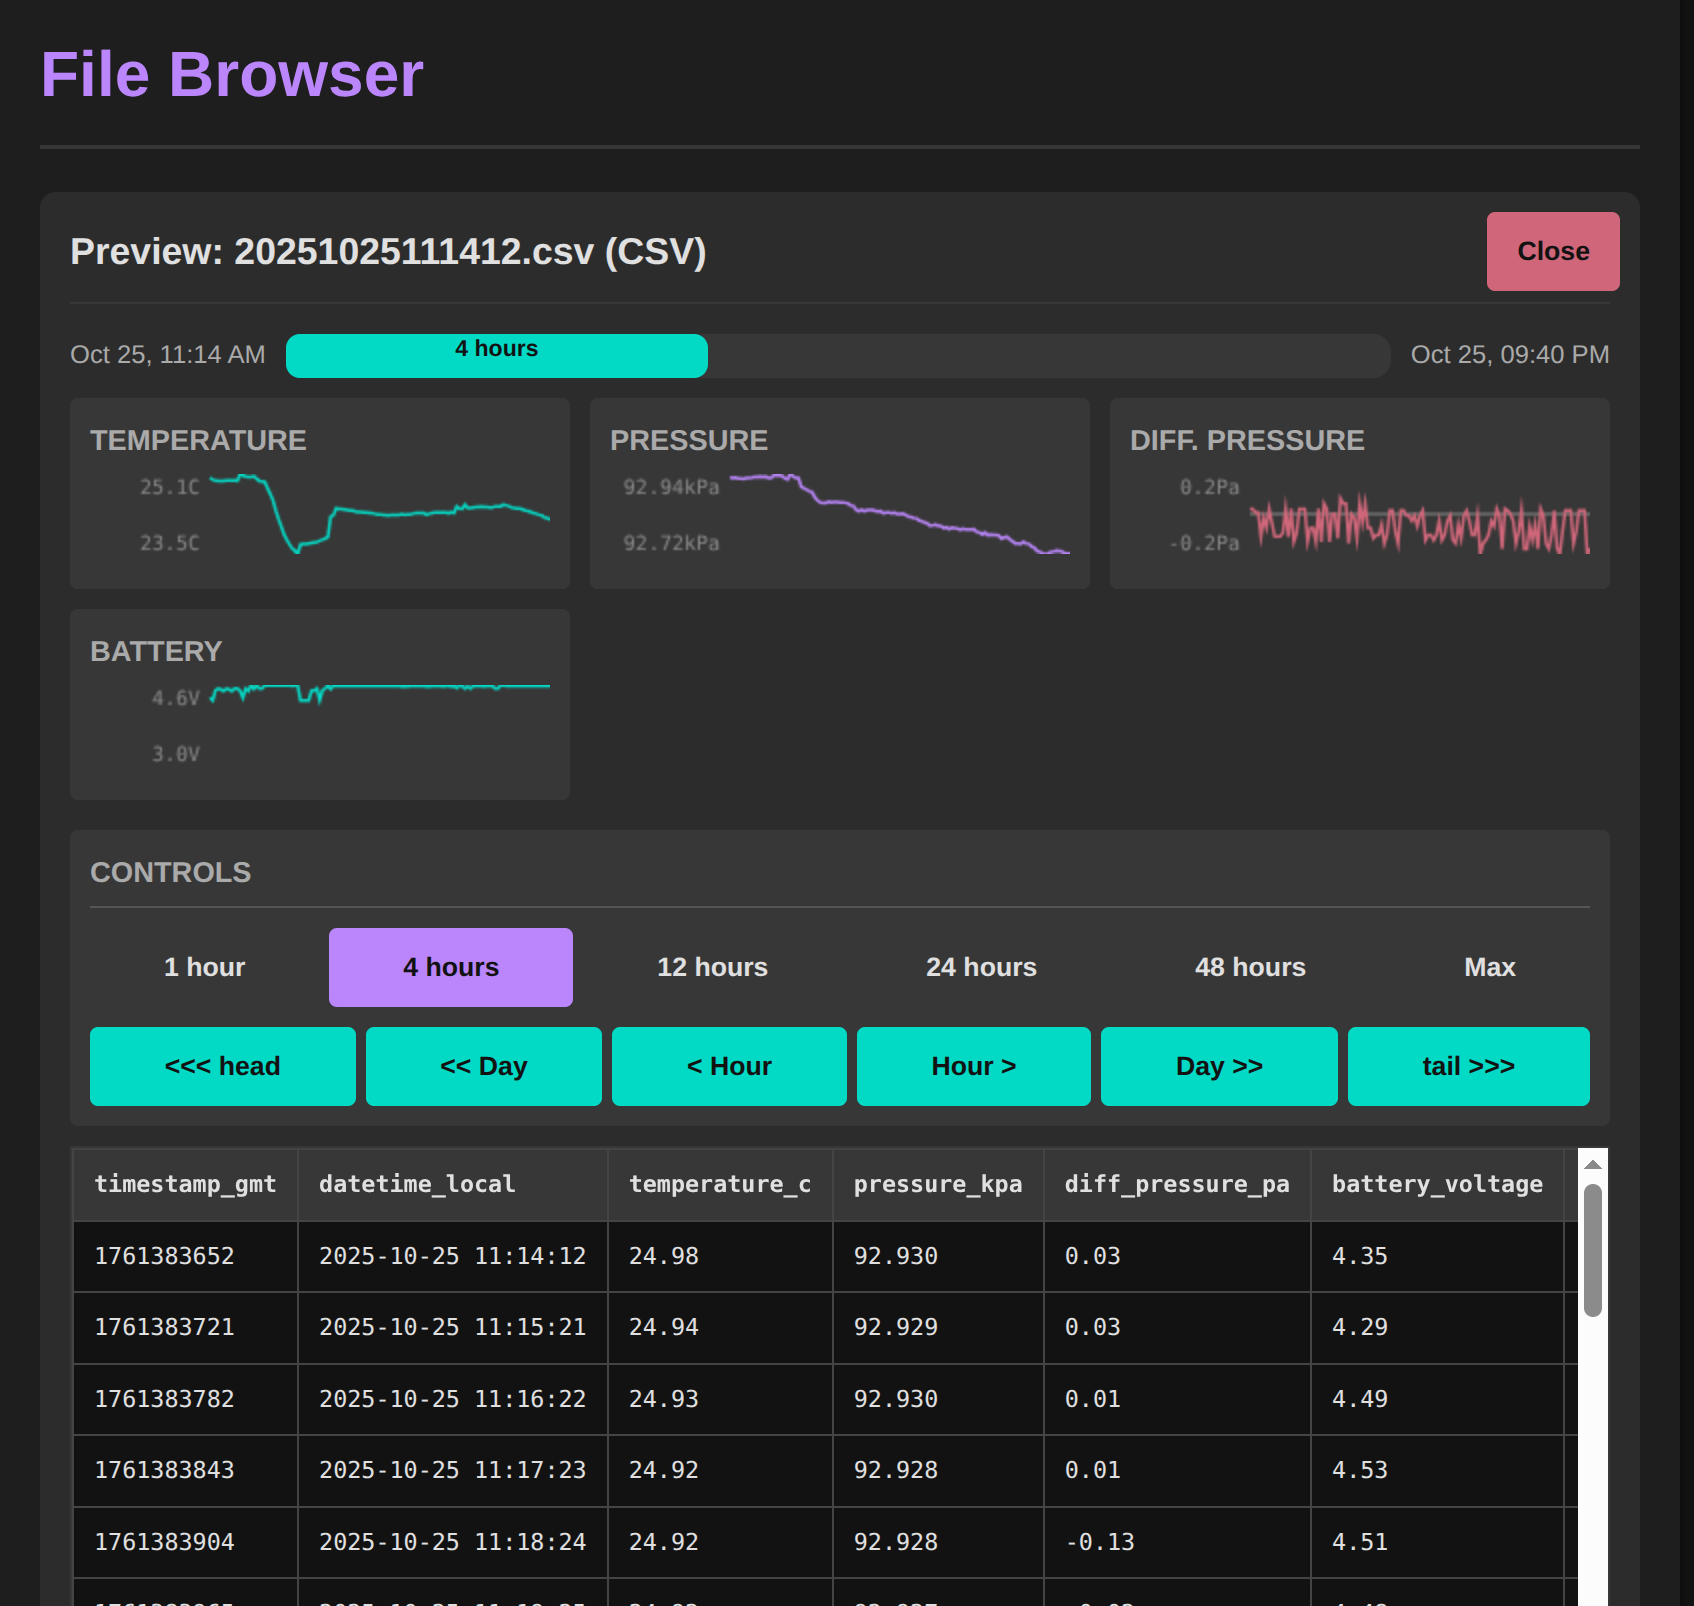 File Browser
Preview: 20251025111412.csv (CSV)
Close
Oct 25, 11:14 AM
4 hours
Oct 25, 09:40 PM
TEMPERATURE
25.1C
23.5C
PRESSURE
92.94kPa
92.72kPa
DIFF. PRESSURE
0.2Pa
-0.2Pa
BATTERY
4.6V
3.0V
CONTROLS
1 hour 4 hours 12 hours 24 hours 48 hours Max
<<< head << Day < Hour Hour > Day >> tail >>>
timestamp_gmt datetime_local temperature_c pressure_kpa diff_pressure_pa battery_voltage
1761383652 2025-10-25 11:14:12 24.98 92.930 0.03 4.35
1761383721 2025-10-25 11:15:21 24.94 92.929 0.03 4.29
1761383782 2025-10-25 11:16:22 24.93 92.930 0.01 4.49
1761383843 2025-10-25 11:17:23 24.92 92.928 0.01 4.53
1761383904 2025-10-25 11:18:24 24.92 92.928 -0.13 4.51